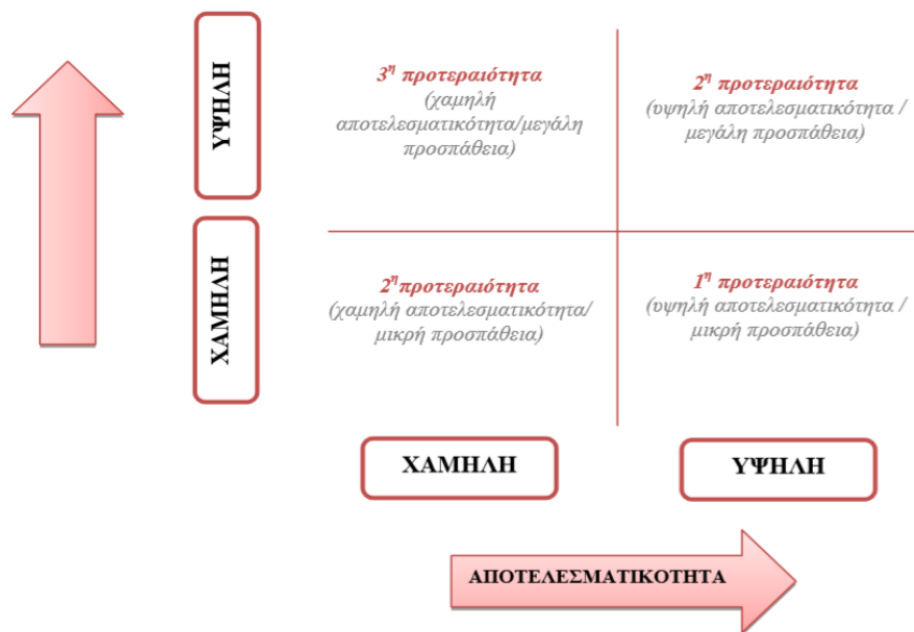 ΥΨΗΛΗ
3η προτεραιότητα
(χαμηλή
αποτελεσματικότητα/μεγάλη
προσπάθεια)
2η προτεραιότητα
(υψηλή αποτελεσματικότητα /
μεγάλη προσπάθεια)
ΧΑΜΗΛΗ
2ηπροτεραιότητα
(χαμηλή αποτελεσματικότητα/
μικρή προσπάθεια)
1η προτεραιότητα
(υψηλή αποτελεσματικότητα /
μικρή προσπάθεια)
ΧΑΜΗΛΗ
ΥΨΗΛΗ
ΑΠΟΤΕΛΕΣΜΑΤΙΚΟΤΗΤΑ